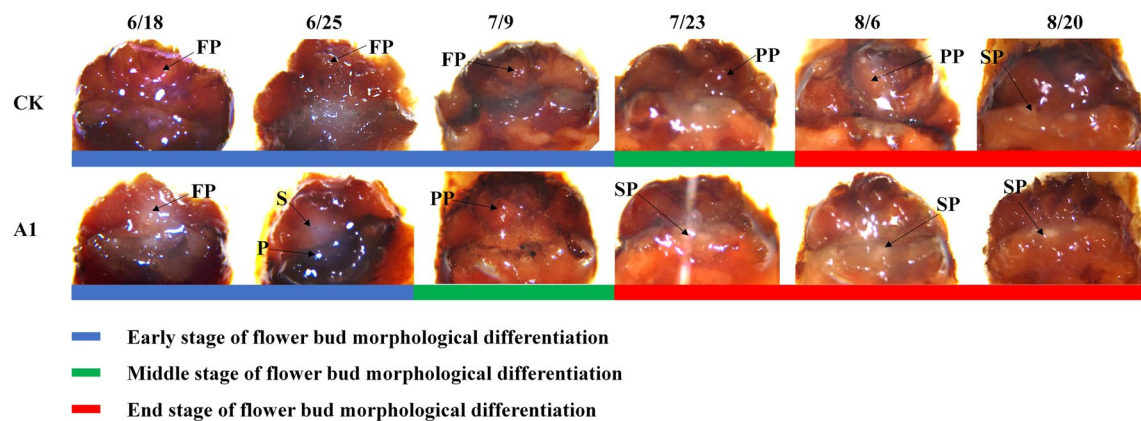 6/18 6/25 7/9 7/23 8/6 8/20
CK FP FP FP PP PP SP
A1 FP S P PP SP SP SP
Early stage of flower bud morphological differentiation
Middle stage of flower bud morphological differentiation
End stage of flower bud morphological differentiation